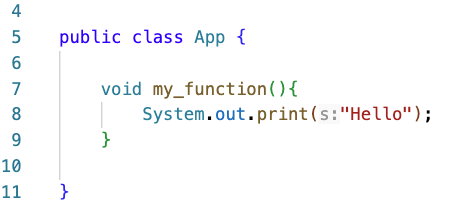 4
5 public class App {
6
7 void my_function(){
8 System.out.print(s:"Hello");
9 }
10
11 }